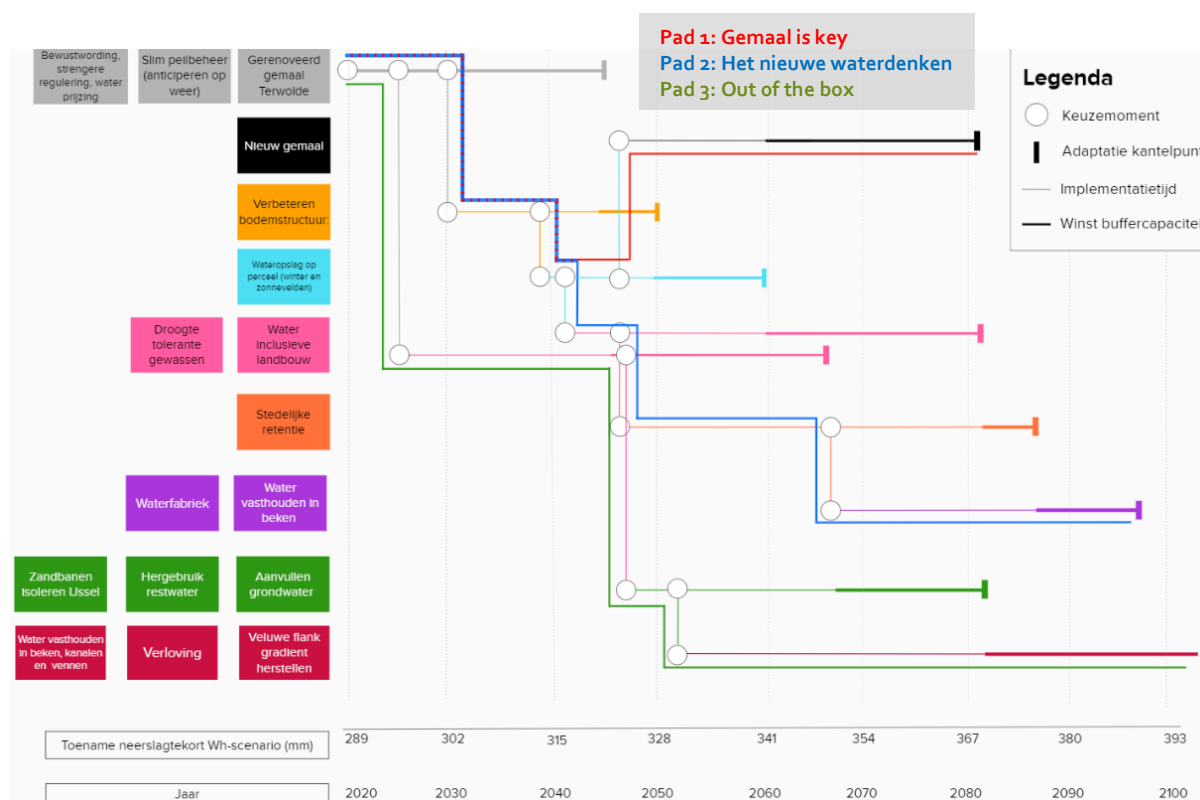 Pad 1: Gemaal is key
Pad 2: Het nieuwe waterdenken
Pad 3: Out of the box
Bewustwording,
strengere
regulering, water
prijzing
Slim peilbeheer
(anticiperen op
weer)
Gerenoveerd
gemaal
Terwolde
Legenda
Keuzemoment
Adaptatie kantelpunt
Implementatietijd
Winst buffercapaciteit
Nieuw gemaal
Verbeteren
bodemstructuur:
Wateropslag op
perceel (winter en
zonnevelden)
Droogte
tolerante
gewassen
Water
inclusieve
landbouw
Stedelijke
retentie
Waterfabriek
Water
vasthouden in
beken
Zandbanen
isoleren IJssel
Hergebruik
restwater
Aanvullen
grondwater
Water vasthouden
in beken, kanalen
en vennen
Verloving
Veluwe flank
gradient
herstellen
Toename neerslagtekort Wh-scenario (mm)
289 302 315 328 341 354 367 380 393
Jaar
2020 2030 2040 2050 2060 2070 2080 2090 2100